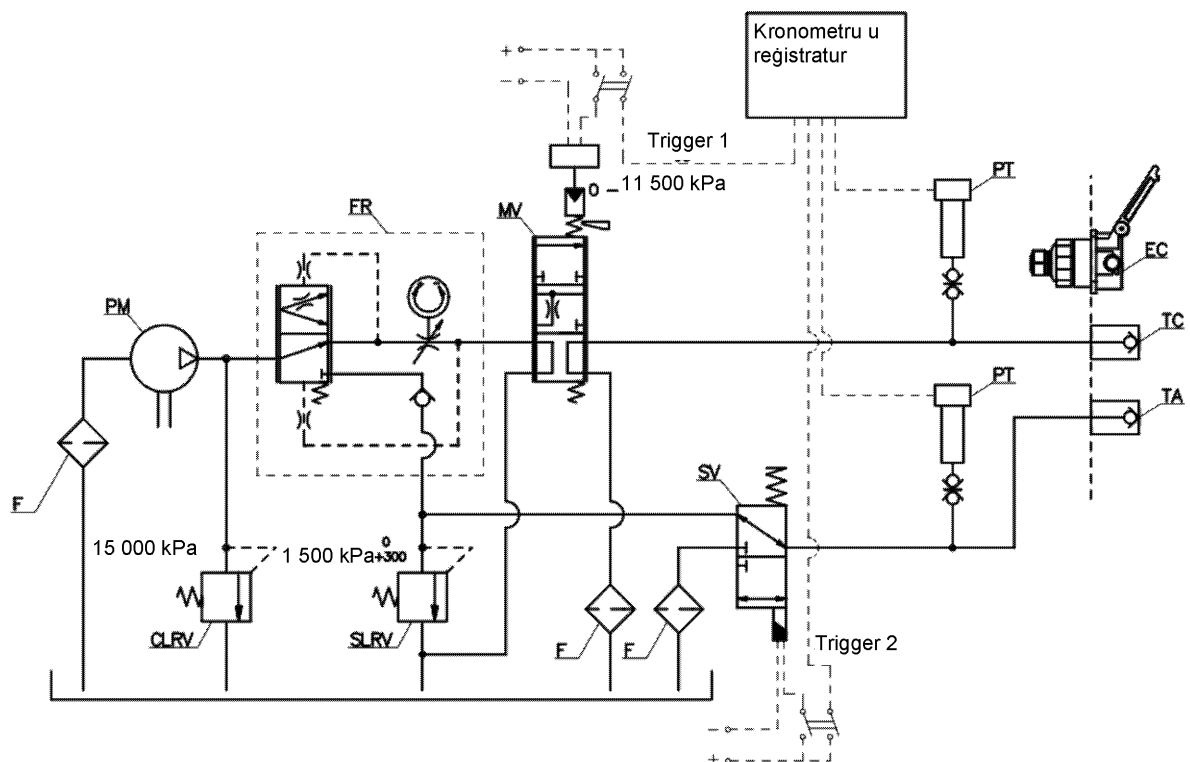 Kronometru u
reġistratur
+
-
Trigger 1
0 – 11 500 kPa
PT
FR
MV
EC
PM
TC
PT
TA
F
SV
15 000 kPa
1 500 kPa 0 +300
CLRV
SLRV
F
F
Trigger 2
-
+